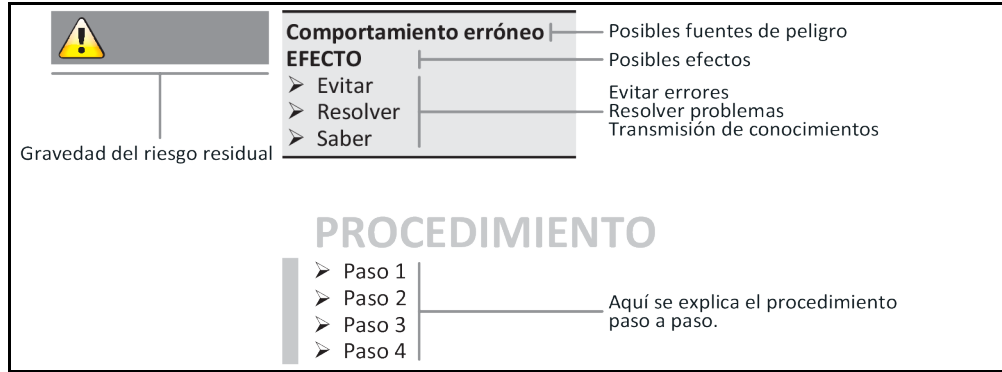 Comportamiento erróneo
Posibles fuentes de peligro
EFECTO
Posibles efectos
➢ Evitar
➢ Resolver
➢ Saber
Evitar errores
Resolver problemas
Transmisión de conocimientos
Gravedad del riesgo residual
PROCEDIMIENTO
➢ Paso 1
➢ Paso 2
➢ Paso 3
➢ Paso 4
Aquí se explica el procedimiento
paso a paso.